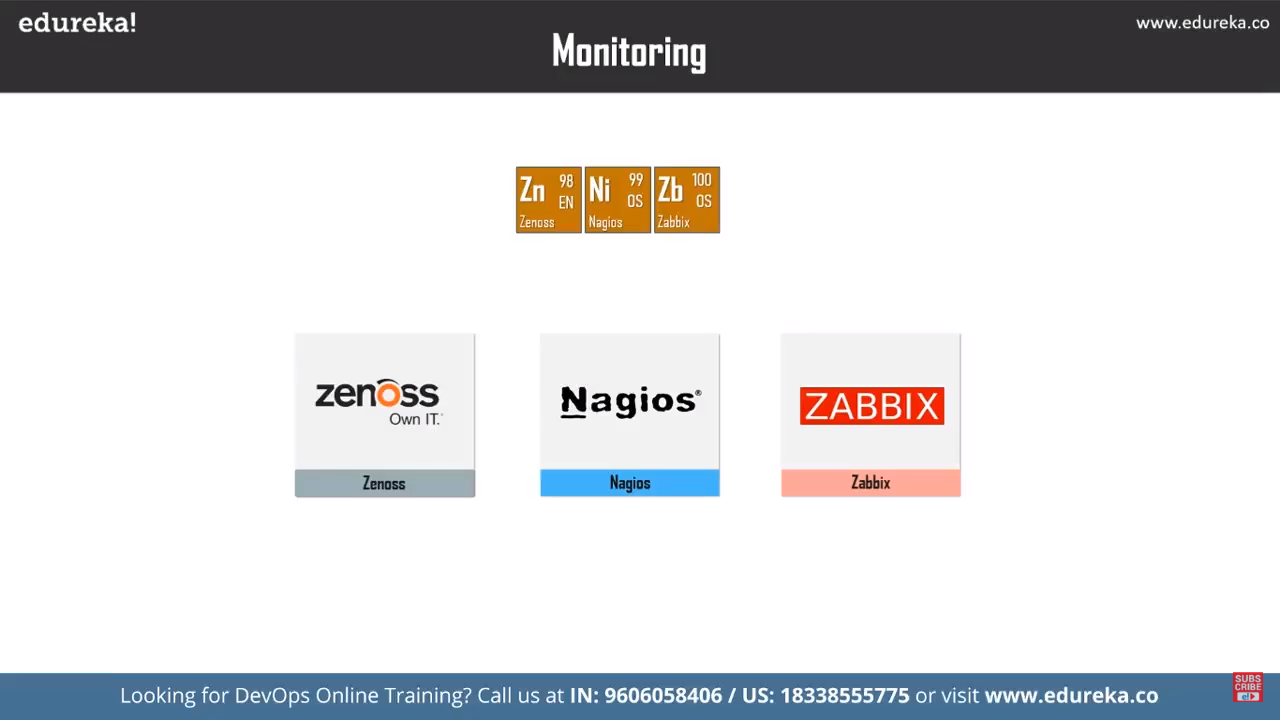 edureka!
www.edureka.co
Monitoring
Zn 98 EN Zenoss
Ni 99 OS Nagios
Zb 100 OS Zabbix
zenoss
Own IT.
Nagios®
ZABBIX
Zenoss
Nagios
Zabbix
SUBS
CRIBE
e!
Looking for DevOps Online Training? Call us at IN: 9606058406 / US: 18338555775 or visit www.edureka.co